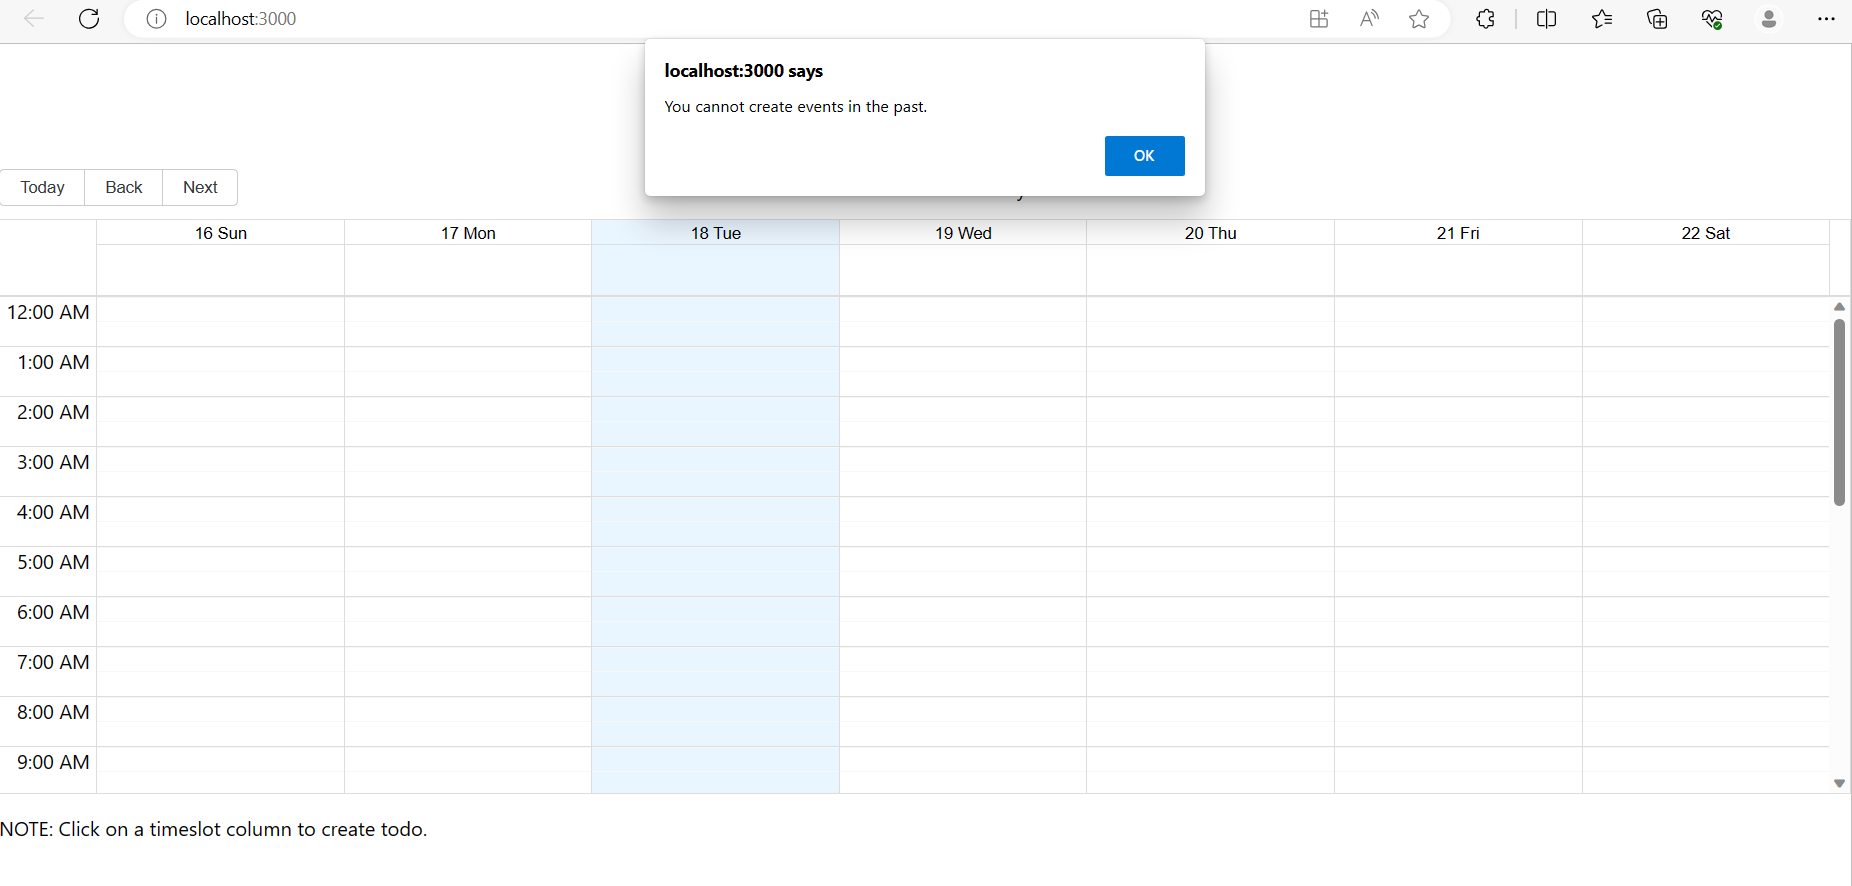 localhost:3000
localhost:3000 says
You cannot create events in the past.
OK
Today Back Next
16 Sun 17 Mon 18 Tue 19 Wed 20 Thu 21 Fri 22 Sat
12:00 AM
1:00 AM
2:00 AM
3:00 AM
4:00 AM
5:00 AM
6:00 AM
7:00 AM
8:00 AM
9:00 AM
NOTE: Click on a timeslot column to create todo.